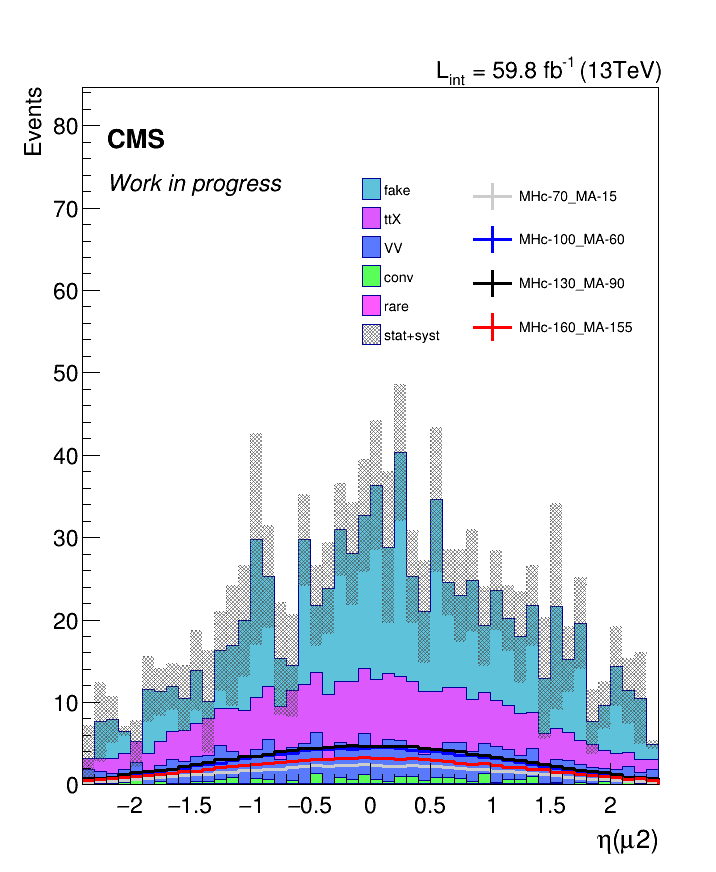 L_int = 59.8 fb^-1 (13TeV)
Events
CMS
Work in progress
fake
ttX
VV
conv
rare
stat+syst
MHc-70_MA-15
MHc-100_MA-60
MHc-130_MA-90
MHc-160_MA-155
80
70
60
50
40
30
20
10
0
−2 −1.5 −1 −0.5 0 0.5 1 1.5 2
η(μ2)